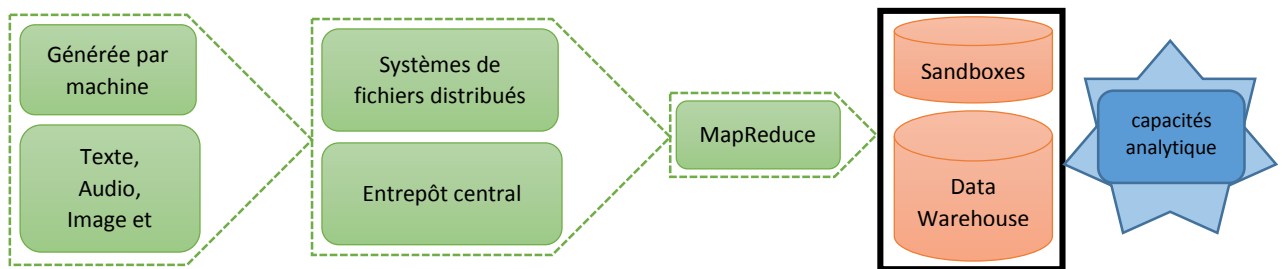 Générée par
machine
Texte,
Audio,
Image et
Systèmes de
fichiers distribués
Entrepôt central
MapReduce
Sandboxes
Data
Warehouse
capacités
analytique